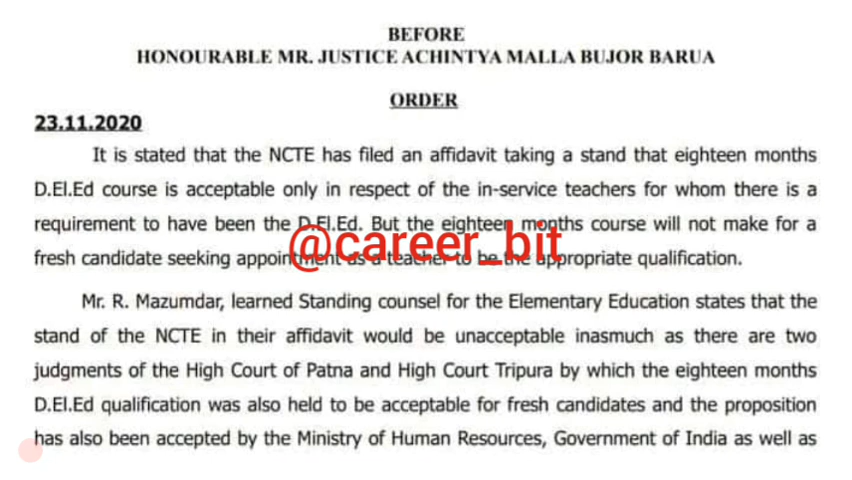 BEFORE
HONOURABLE MR. JUSTICE ACHINTYA MALLA BUJOR BARUA
ORDER
23.11.2020
It is stated that the NCTE has filed an affidavit taking a stand that eighteen months
D.El.Ed course is acceptable only in respect of the in-service teachers for whom there is a
requirement to have been the D.El.Ed. But the eighteen months course will not make for a
fresh candidate seeking appointment as a teacher to be the appropriate qualification.
@career_bit
Mr. R. Mazumdar, learned Standing counsel for the Elementary Education states that the
stand of the NCTE in their affidavit would be unacceptable inasmuch as there are two
judgments of the High Court of Patna and High Court Tripura by which the eighteen months
D.El.Ed qualification was also held to be acceptable for fresh candidates and the proposition
has also been accepted by the Ministry of Human Resources, Government of India as well as